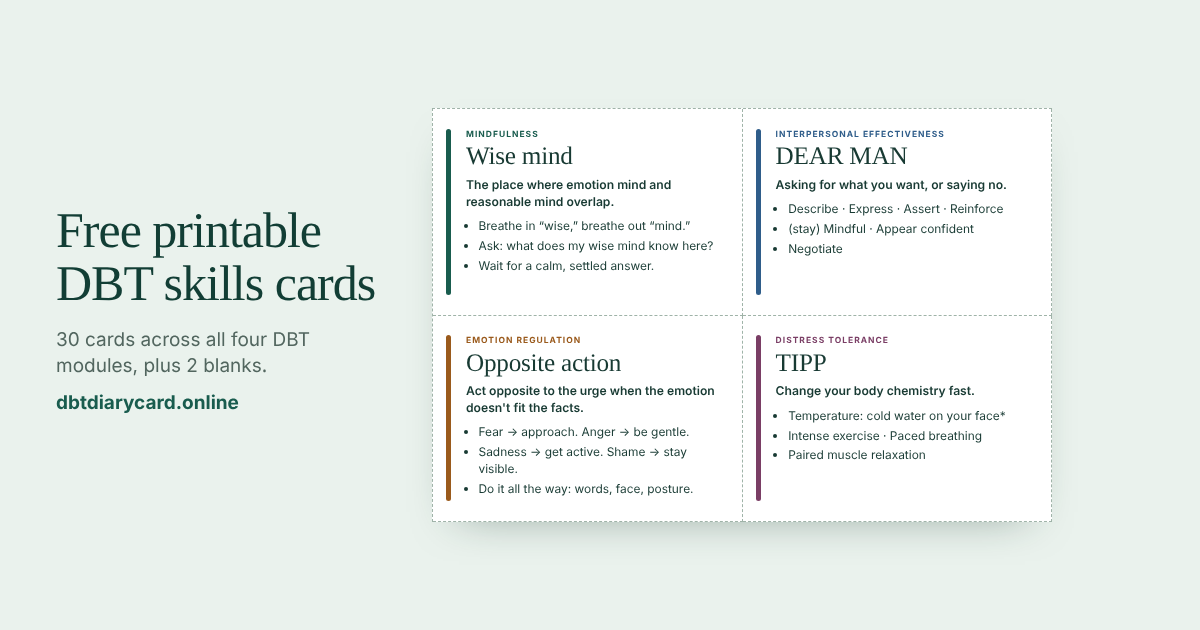 Free printable
DBT skills cards
30 cards across all four DBT
modules, plus 2 blanks.
dbtdiarycard.online
MINDFULNESS
Wise mind
The place where emotion mind and
reasonable mind overlap.
• Breathe in “wise,” breathe out “mind.”
• Ask: what does my wise mind know here?
• Wait for a calm, settled answer.
INTERPERSONAL EFFECTIVENESS
DEAR MAN
Asking for what you want, or saying no.
• Describe · Express · Assert · Reinforce
• (stay) Mindful · Appear confident
• Negotiate
EMOTION REGULATION
Opposite action
Act opposite to the urge when the emotion
doesn't fit the facts.
• Fear → approach. Anger → be gentle.
• Sadness → get active. Shame → stay
visible.
• Do it all the way: words, face, posture.
DISTRESS TOLERANCE
TIPP
Change your body chemistry fast.
• Temperature: cold water on your face*
• Intense exercise · Paced breathing
• Paired muscle relaxation